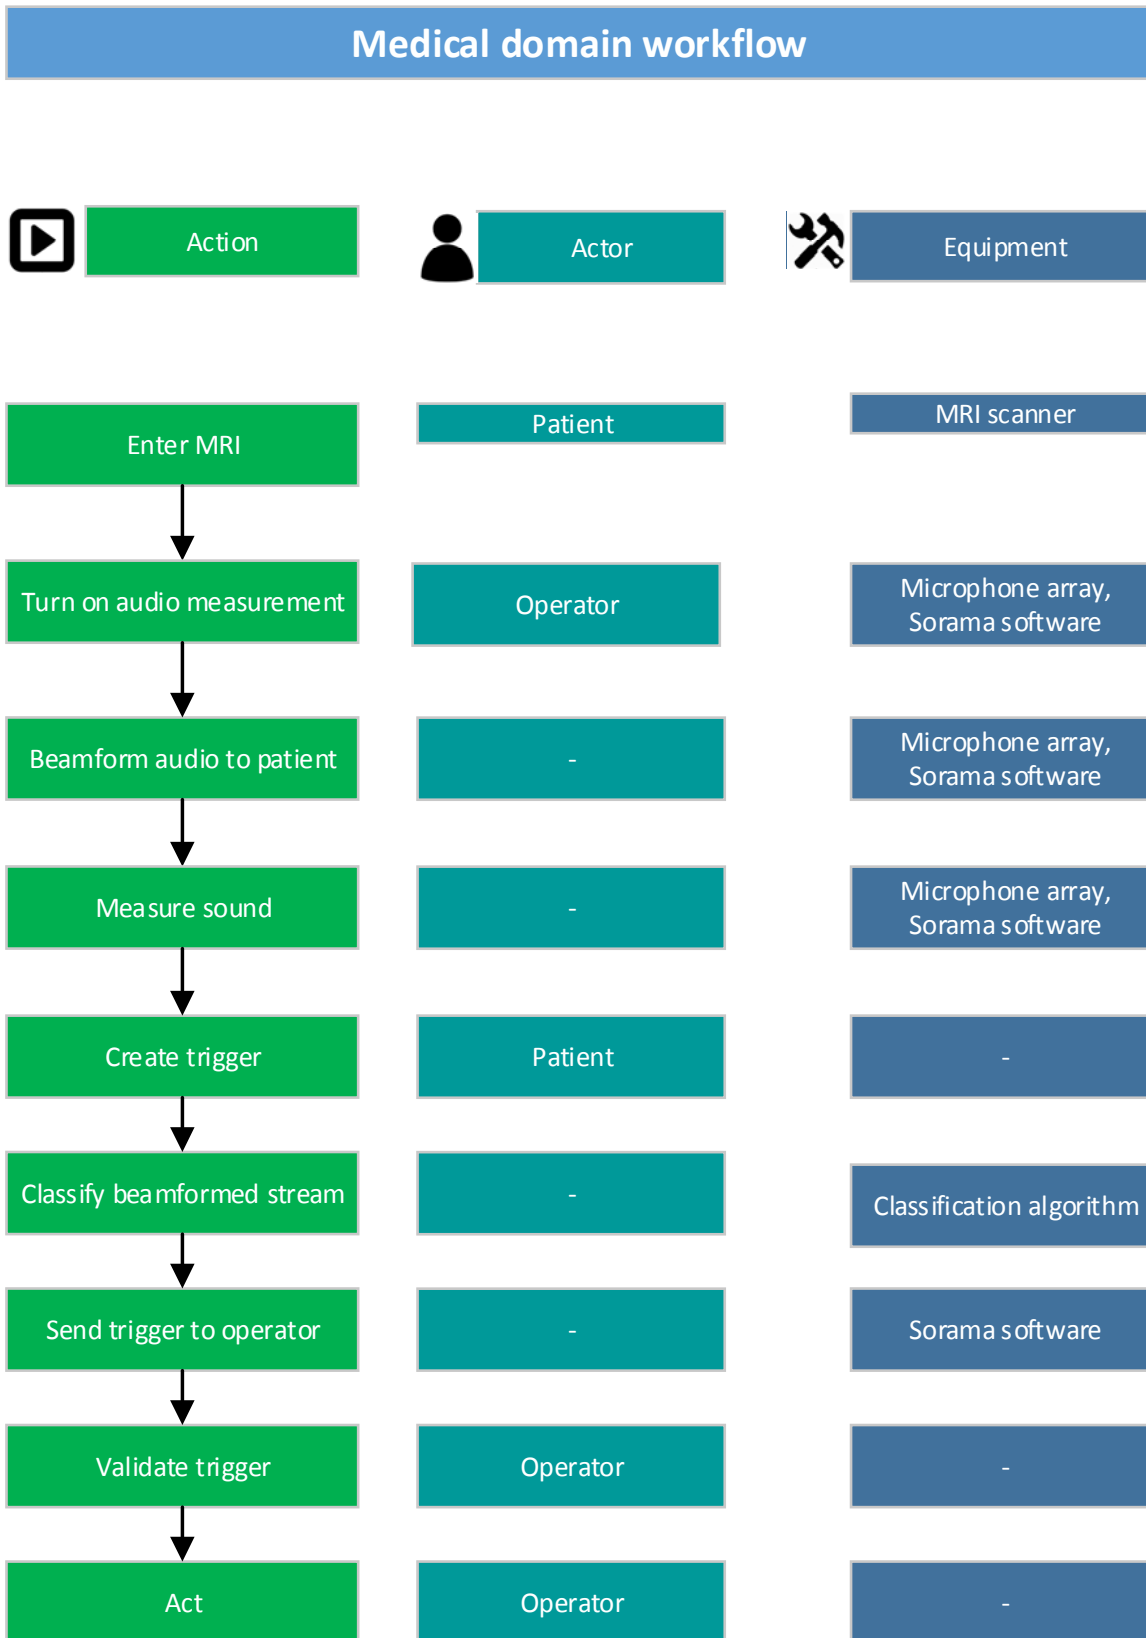 Medical domain workflow
Action
Actor
Equipment
Enter MRI
Patient
MRI scanner
Turn on audio measurement
Operator
Microphone array,
Sorama software
Beamform audio to patient
-
Microphone array,
Sorama software
Measure sound
-
Microphone array,
Sorama software
Create trigger
Patient
-
Classify beamformed stream
-
Classification algorithm
Send trigger to operator
-
Sorama software
Validate trigger
Operator
-
Act
Operator
-